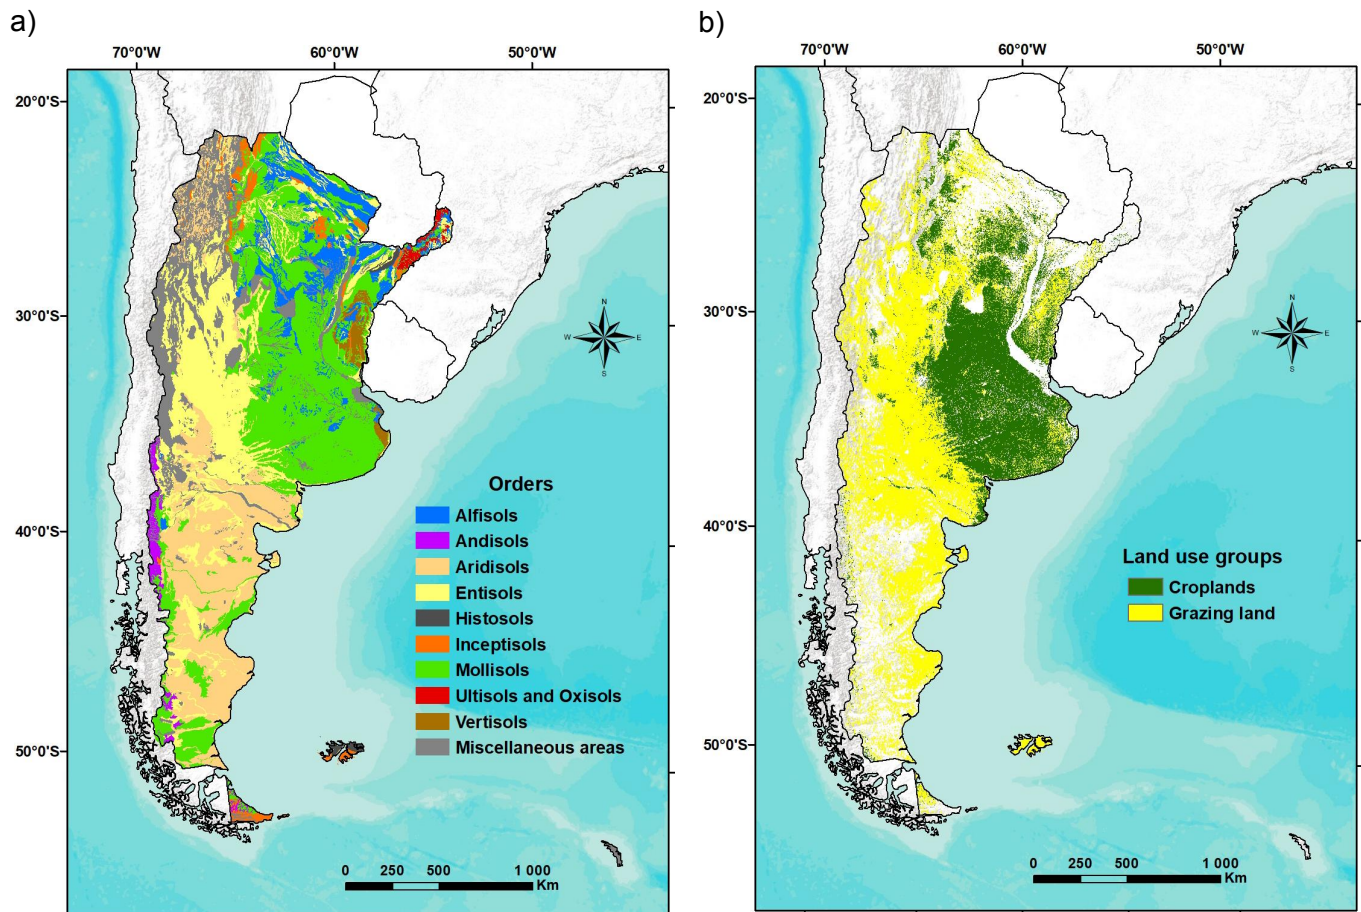 a)
70°0'W 60°0'W 50°0'W
20°0'S
30°0'S
40°0'S
50°0'S
N
W E
S
Orders
Alfisols
Andisols
Aridisols
Entisols
Histosols
Inceptisols
Mollisols
Ultisols and Oxisols
Vertisols
Miscellaneous areas
0 250 500 1 000
Km
b)
70°0'W 60°0'W 50°0'W
20°0'S
30°0'S
40°0'S
50°0'S
N
W E
S
Land use groups
Croplands
Grazing land
0 250 500 1 000
Km